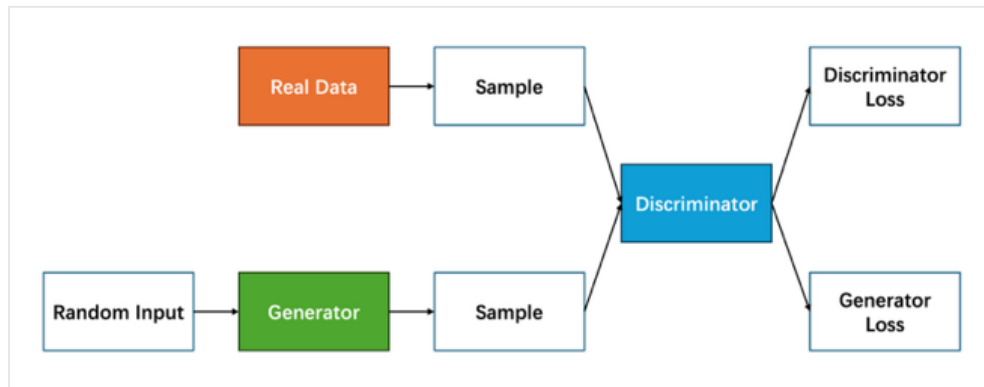 Real Data
Sample
Discriminator
Loss
Discriminator
Random Input
Generator
Sample
Generator
Loss